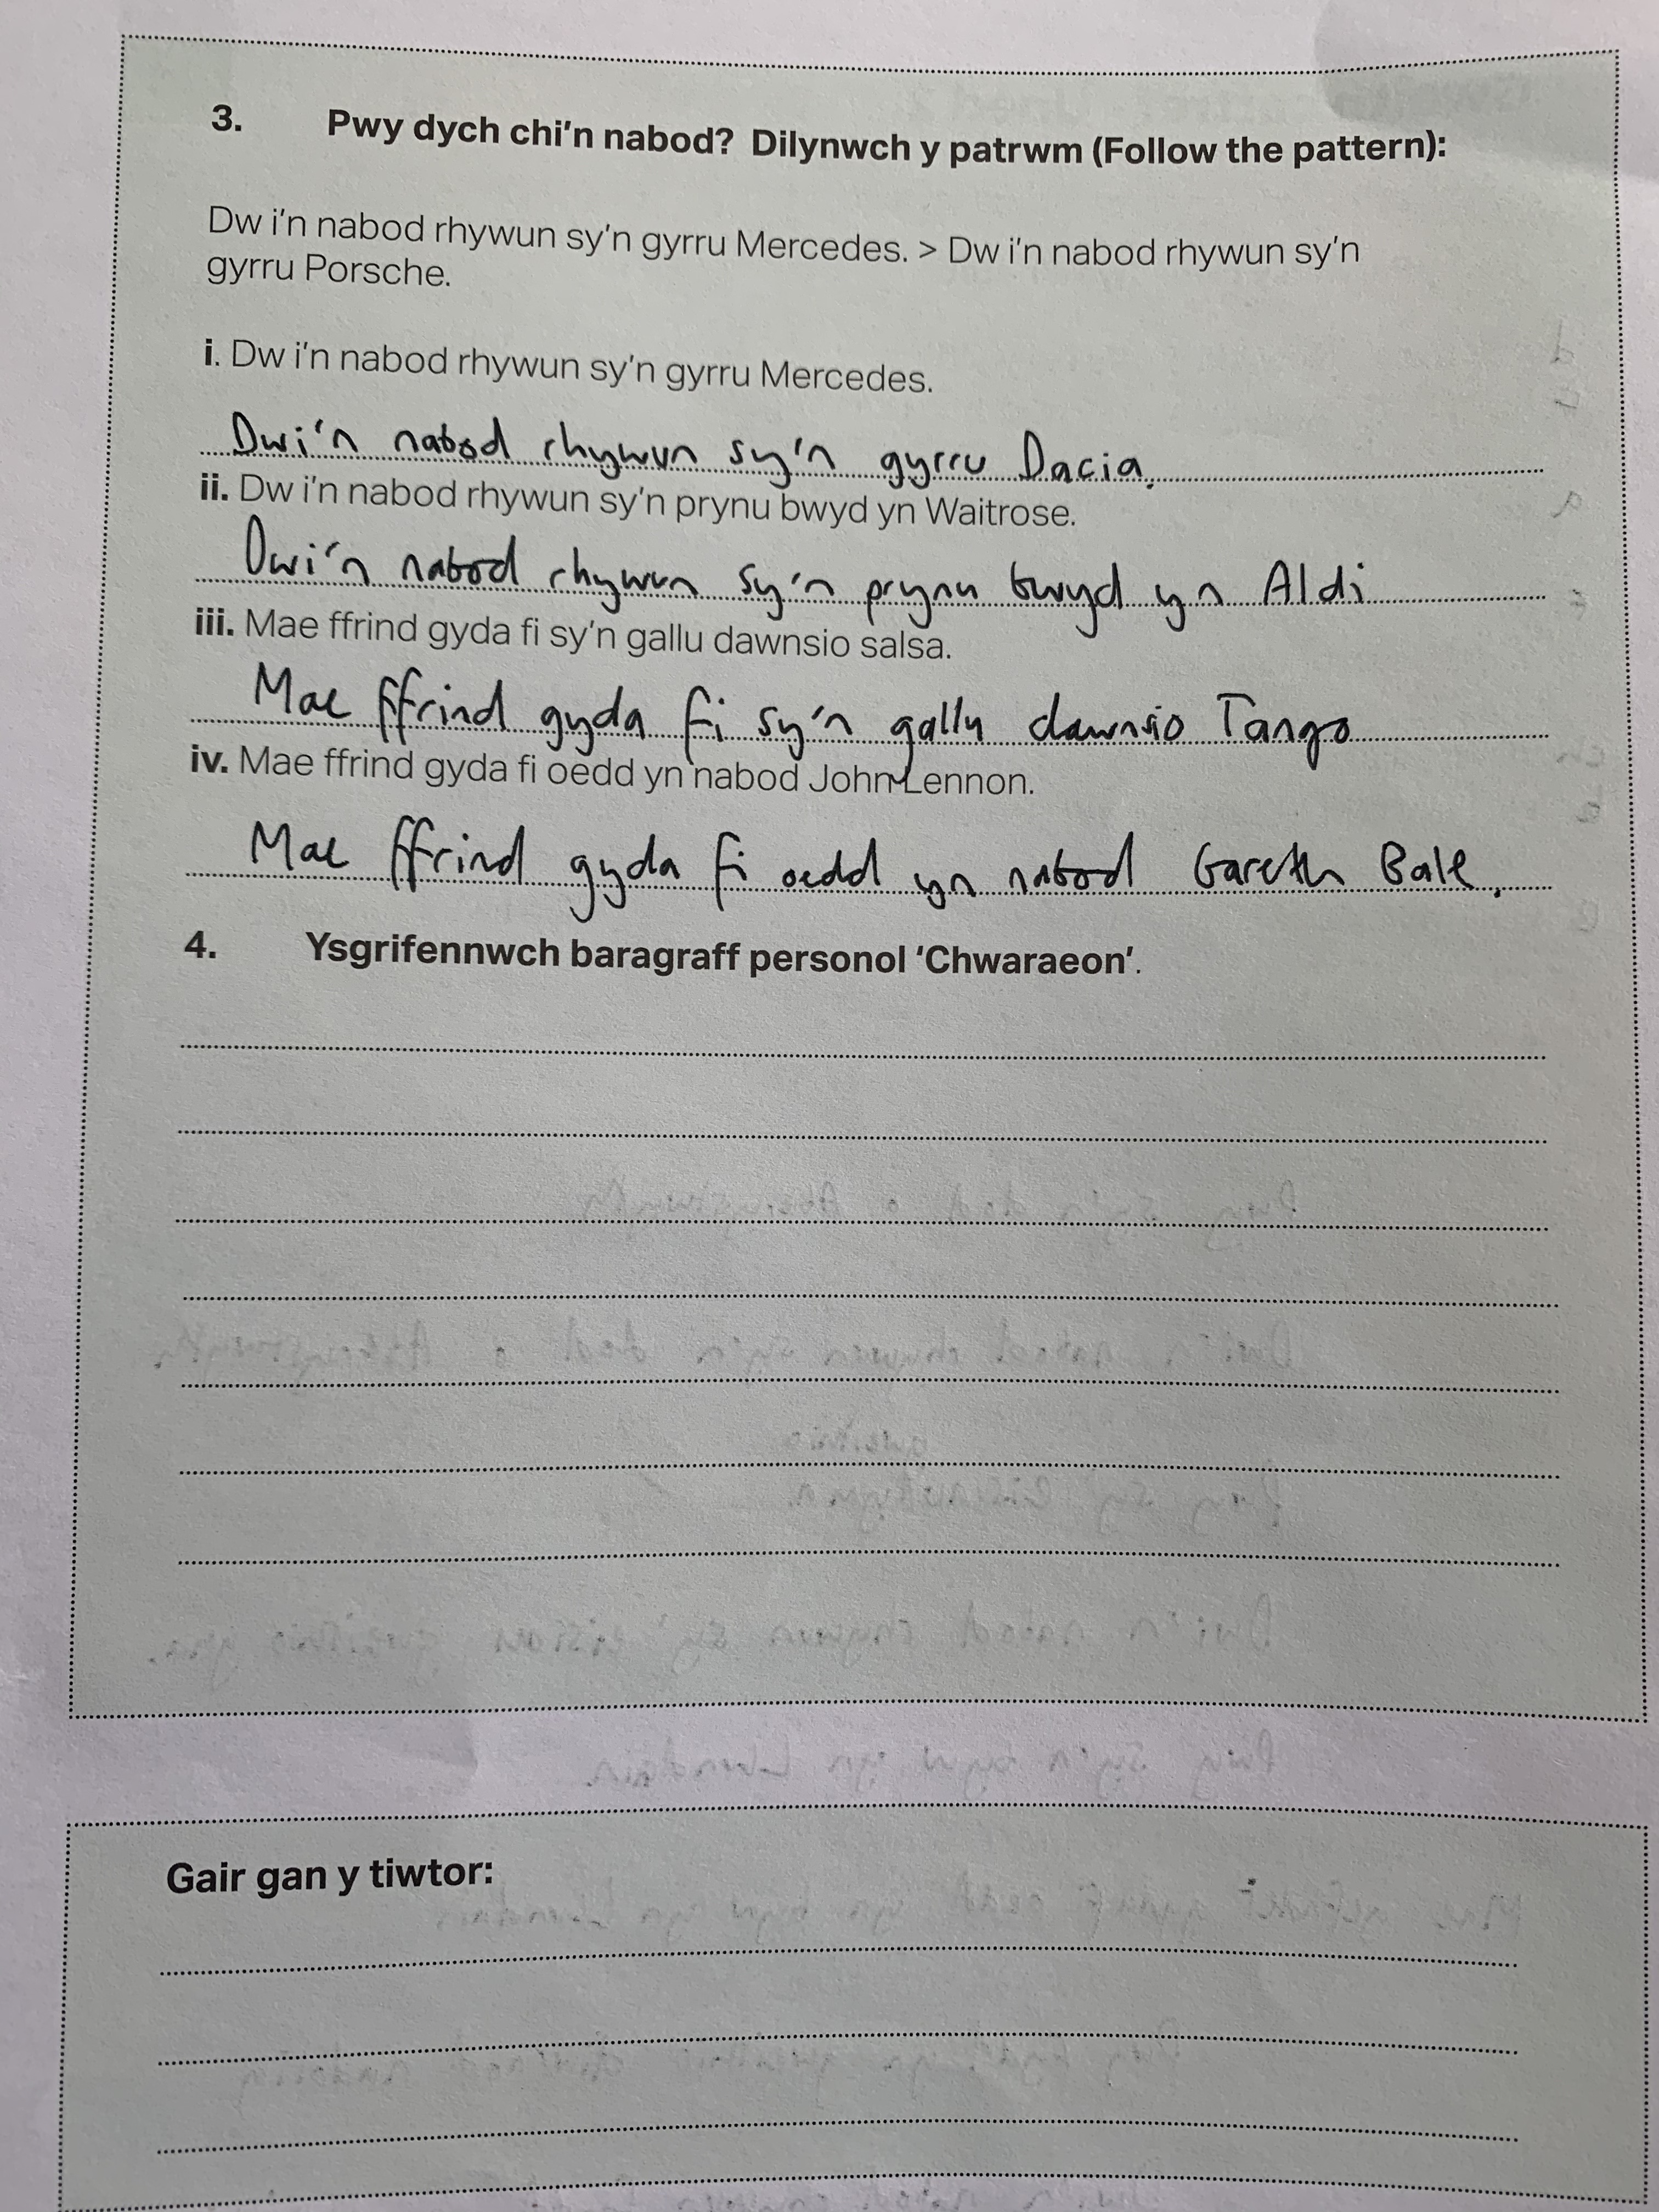 3. Pwy dych chi'n nabod? Dilynwch y patrwm (Follow the pattern):
Dw i'n nabod rhywun sy'n gyrru Mercedes. > Dw i'n nabod rhywun sy'n
gyrru Porsche.
i. Dw i'n nabod rhywun sy'n gyrru Mercedes.
Dwi'n nabod rhywun sy'n gyrru Dacia.
ii. Dw i'n nabod rhywun sy'n prynu bwyd yn Waitrose.
Dwi'n nabod rhywun sy'n prynu bwyd yn Aldi
iii. Mae ffrind gyda fi sy'n gallu dawnsio salsa.
Mae ffrind gyda fi sy'n gally dawnsio Tango
iv. Mae ffrind gyda fi oedd yn nabod John Lennon.
Mae ffrind gyda fi oedd yn nabod Gareth Bale.
4. Ysgrifennwch baragraff personol 'Chwaraeon'.
Gair gan y tiwtor: